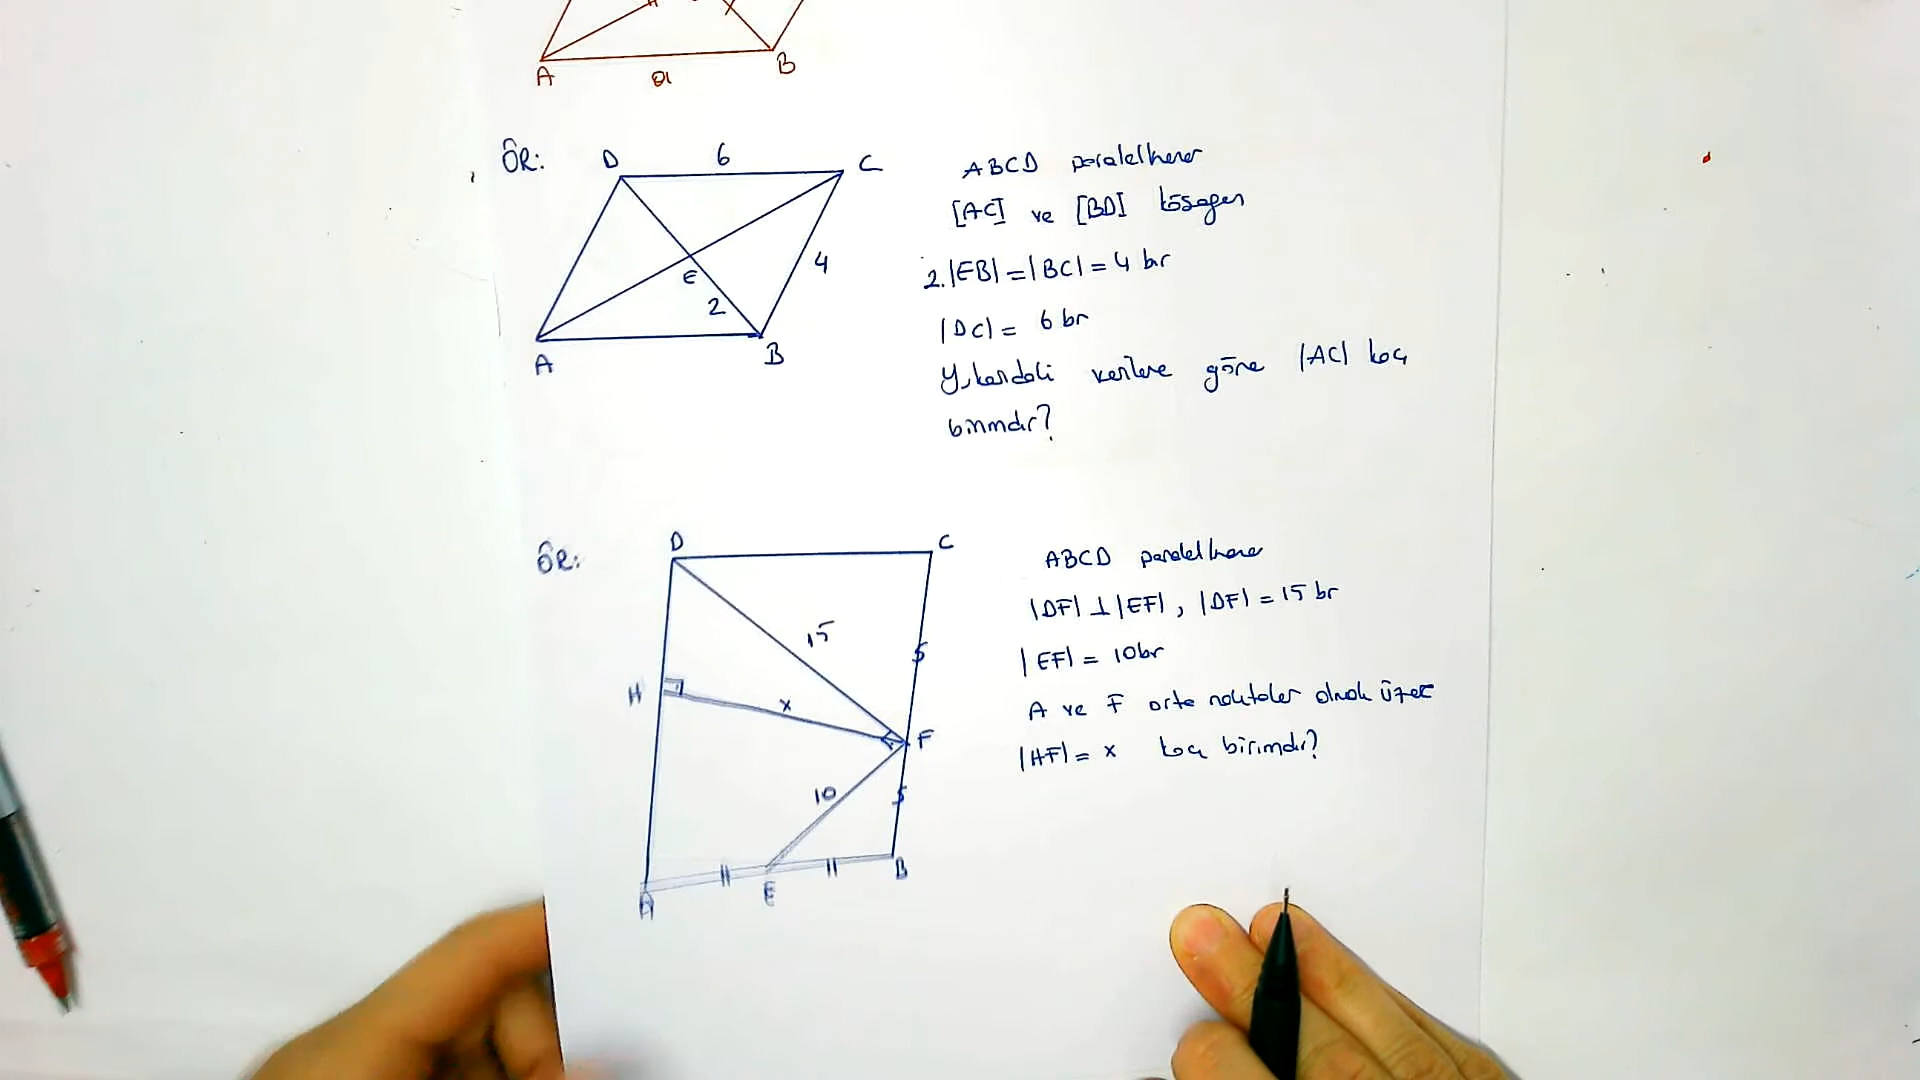 A
a
B
ÖR:
D
6
C
E
4
2
A
B
ABCD paralelkenar
[AC] ve [BD] köşegen
2.|EB|=|BC|=4 br
|DC|= 6 br
Yukarıdaki verilere göre |AC| kaç
birimdir?
ÖR:
D
C
15
H
x
F
10
A
E
B
ABCD paralelkenar
|DF| ⊥ |EF|, |DF| = 15 br
|EF| = 10br
A ve F orta noktalar olmak üzere
|HF| = x kaç birimdir?